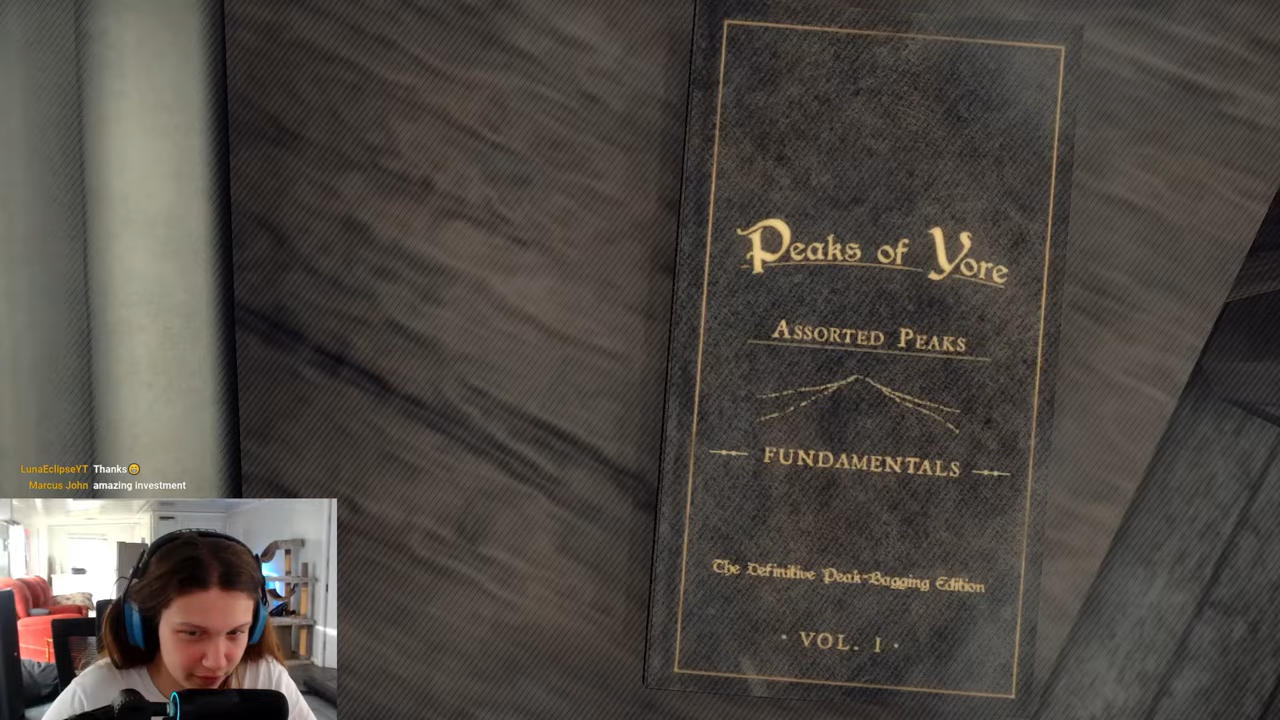 Peaks of Yore
ASSORTED PEAKS
FUNDAMENTALS
The Definitive Peak-Bagging Edition
· VOL. I ·
LunaEclipseYT Thanks😄
Marcus John amazing investment